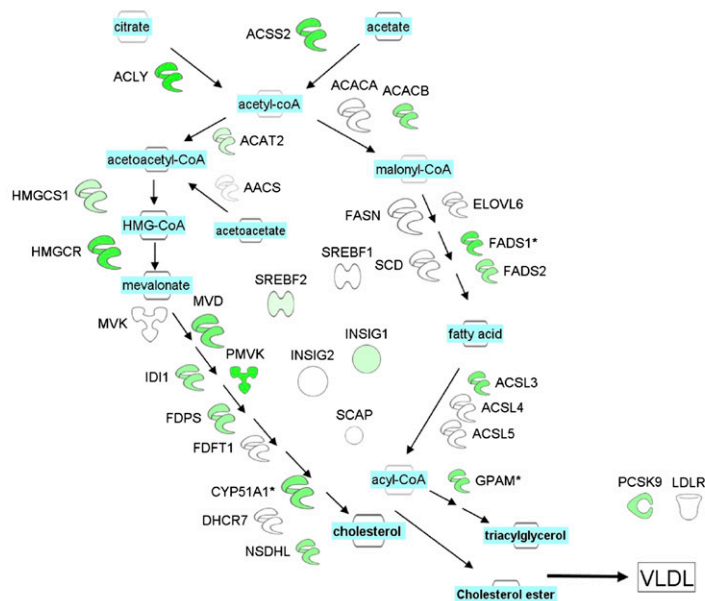 citrate
ACSS2
acetate
ACLY
acetyl-coA
ACACA
ACACB
ACAT2
acetoacetyl-CoA
malonyl-CoA
AACS
HMGCS1
ELOVL6
FASN
HMG-CoA
acetoacetate
FADS1*
HMGCR
SREBF1
SCD
FADS2
SREBF2
mevalonate
MVD
MVK
INSIG1
fatty acid
PMVK
INSIG2
IDI1
ACSL3
ACSL4
SCAP
FDPS
ACSL5
FDFT1
acyl-CoA
GPAM*
PCSK9
LDLR
CYP51A1*
DHCR7
cholesterol
triacylglycerol
NSDHL
VLDL
Cholesterol ester